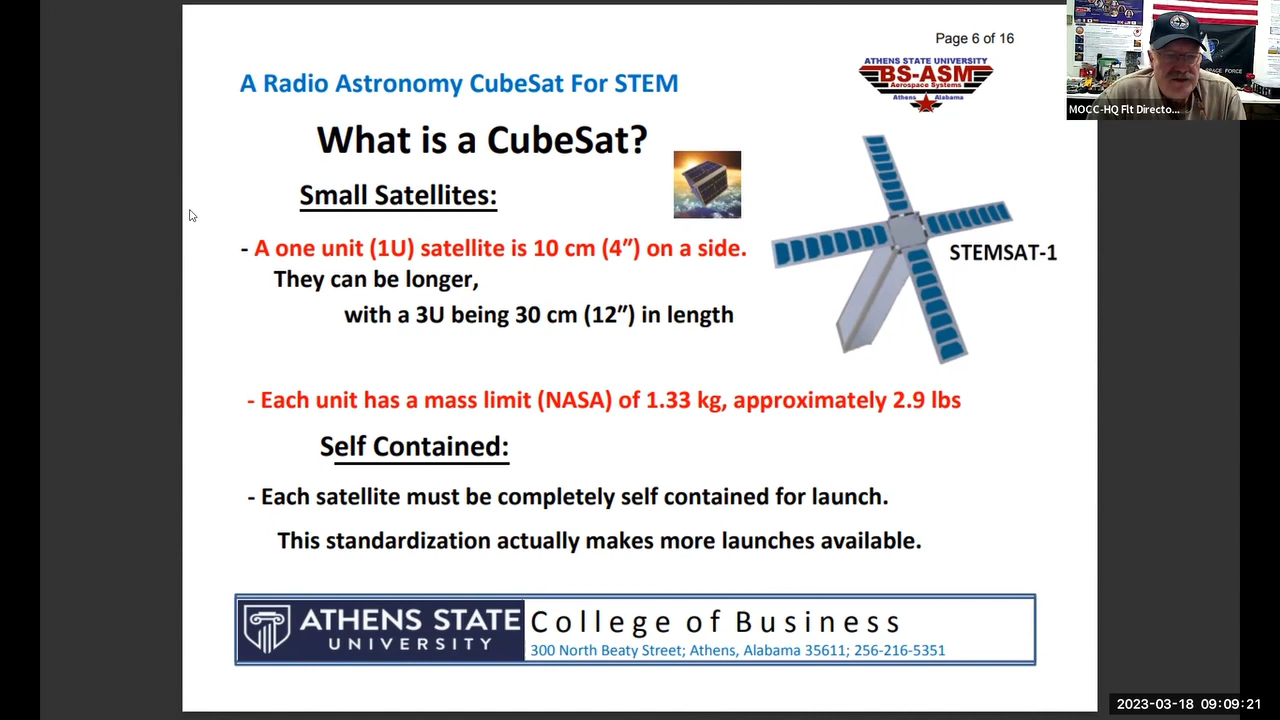 Page 6 of 16
ATHENS STATE UNIVERSITY
BS-ASM
Aerospace Systems
Athens Alabama
A Radio Astronomy CubeSat For STEM
What is a CubeSat?
Small Satellites:
- A one unit (1U) satellite is 10 cm (4″) on a side.
They can be longer,
with a 3U being 30 cm (12″) in length
STEMSAT-1
- Each unit has a mass limit (NASA) of 1.33 kg, approximately 2.9 lbs
Self Contained:
- Each satellite must be completely self contained for launch.
This standardization actually makes more launches available.
ATHENS STATE
UNIVERSITY
College of Business
300 North Beaty Street; Athens, Alabama 35611; 256-216-5351
SPACE FORCE
MOCC-HQ Flt Directo...
2023-03-18 09:09:21